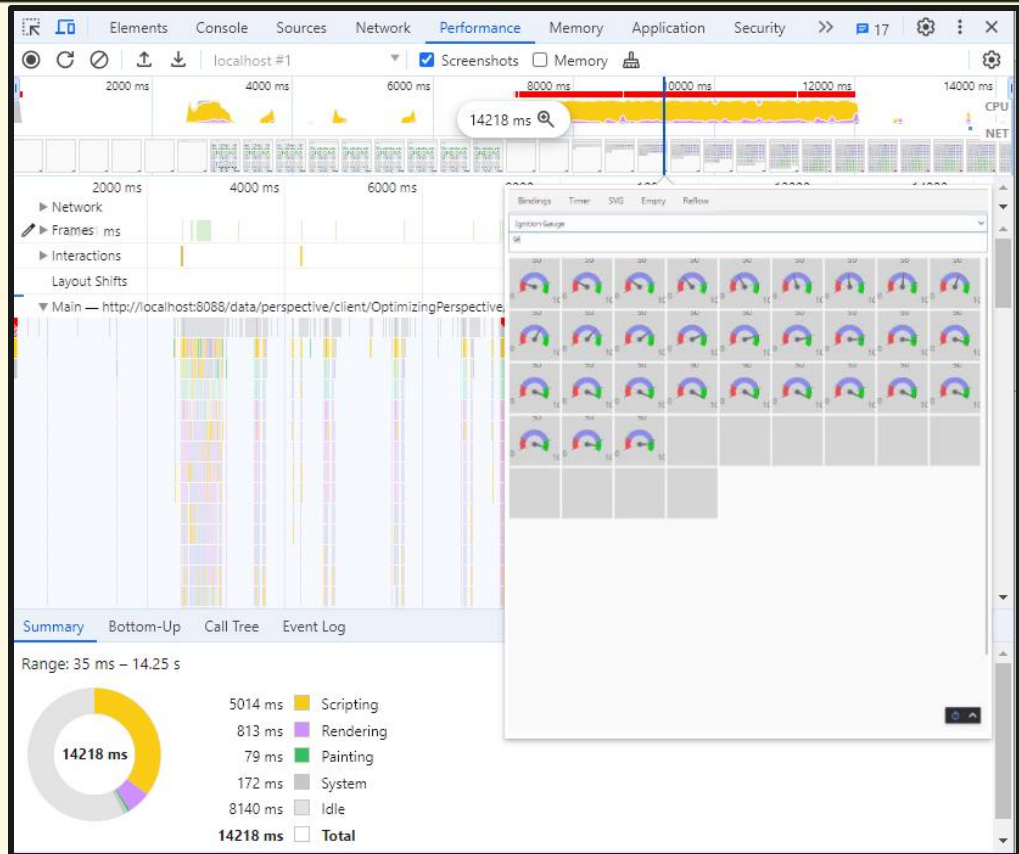 Elements Console Sources Network Performance Memory Application Security 17
localhost #1 Screenshots Memory
2000 ms 4000 ms 6000 ms 8000 ms 10000 ms 12000 ms 14000 ms
CPU
14218 ms
NET
2000 ms 4000 ms 6000 ms
Network
Frames ms
Interactions
Layout Shifts
Main — http://localhost:8088/data/perspective/client/OptimizingPerspective
Bindings Timer SVG Empty Reflow
Ignition Gauge
Summary Bottom-Up Call Tree Event Log
Range: 35 ms – 14.25 s
14218 ms
5014 ms Scripting
813 ms Rendering
79 ms Painting
172 ms System
8140 ms Idle
14218 ms Total